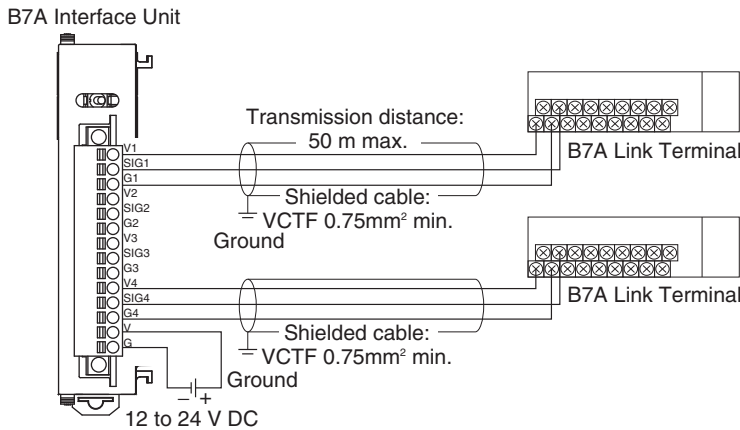 B7A Interface Unit
Transmission distance:
50 m max.
B7A Link Terminal
V1
SIG1
G1
V2
SIG2
G2
V3
SIG3
G3
V4
SIG4
G4
V
G
Shielded cable:
VCTF 0.75mm² min.
Ground
B7A Link Terminal
Shielded cable:
VCTF 0.75mm² min.
Ground
– +
12 to 24 V DC